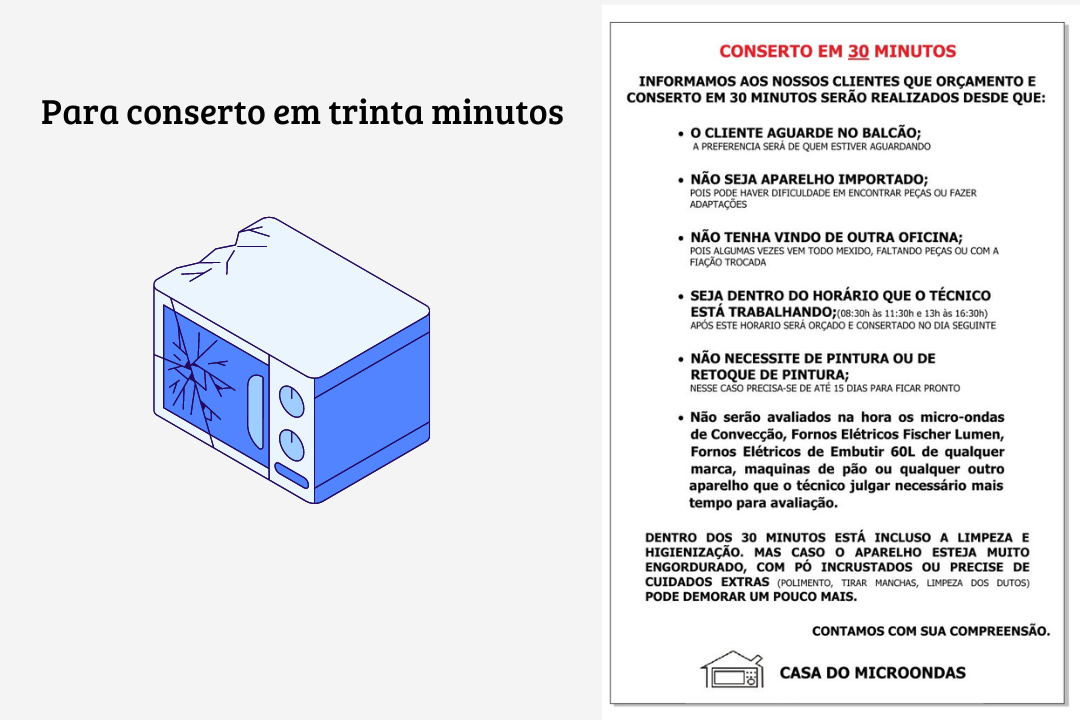 Para conserto em trinta minutos
CONSERTO EM 30 MINUTOS
INFORMAMOS AOS NOSSOS CLIENTES QUE ORÇAMENTO E
CONSERTO EM 30 MINUTOS SERÃO REALIZADOS DESDE QUE:
• O CLIENTE AGUARDE NO BALCÃO;
A PREFERENCIA SERÁ DE QUEM ESTIVER AGUARDANDO
• NÃO SEJA APARELHO IMPORTADO;
POIS PODE HAVER DIFICULDADE EM ENCONTRAR PEÇAS OU FAZER
ADAPTAÇÕES
• NÃO TENHA VINDO DE OUTRA OFICINA;
POIS ALGUMAS VEZES VEM TODO MEXIDO, FALTANDO PEÇAS OU COM A
FIAÇÃO TROCADA
• SEJA DENTRO DO HORÁRIO QUE O TÉCNICO
ESTÁ TRABALHANDO;(08:30h às 11:30h e 13h às 16:30h)
APÓS ESTE HORARIO SERÁ ORÇADO E CONSERTADO NO DIA SEGUINTE
• NÃO NECESSITE DE PINTURA OU DE
RETOQUE DE PINTURA;
NESSE CASO PRECISA-SE DE ATÉ 15 DIAS PARA FICAR PRONTO
• Não serão avaliados na hora os micro-ondas
de Convecção, Fornos Elétricos Fischer Lumen,
Fornos Elétricos de Embutir 60L de qualquer
marca, maquinas de pão ou qualquer outro
aparelho que o técnico julgar necessário mais
tempo para avaliação.
DENTRO DOS 30 MINUTOS ESTÁ INCLUSO A LIMPEZA E
HIGIENIZAÇÃO. MAS CASO O APARELHO ESTEJA MUITO
ENGORDURADO, COM PÓ INCRUSTADOS OU PRECISE DE
CUIDADOS EXTRAS (POLIMENTO, TIRAR MANCHAS, LIMPEZA DOS DUTOS)
PODE DEMORAR UM POUCO MAIS.
CONTAMOS COM SUA COMPREENSÃO.
CASA DO MICROONDAS